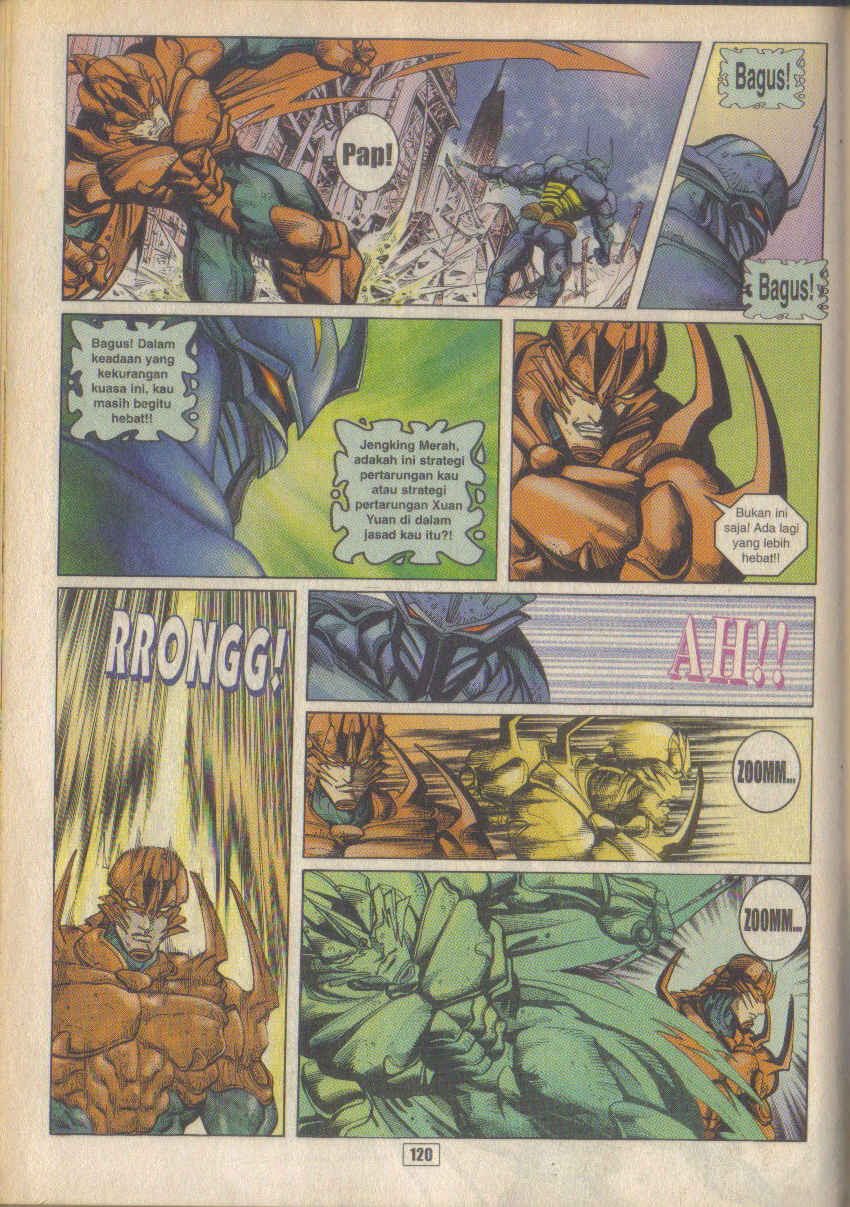 Pap!
Bagus!
Bagus!
Bagus! Dalam
keadaan yang
kekurangan
kuasa ini, kau
masih begitu
hebat!!
Jengking Merah,
adakah ini strategi
pertarungan kau
atau strategi
pertarungan Xuan
Yuan di dalam
jasad kau itu?!
Bukan ini
saja! Ada lagi
yang lebih
hebat!!
RRONGG!
AH!!
ZOOMM...
ZOOMM...
120